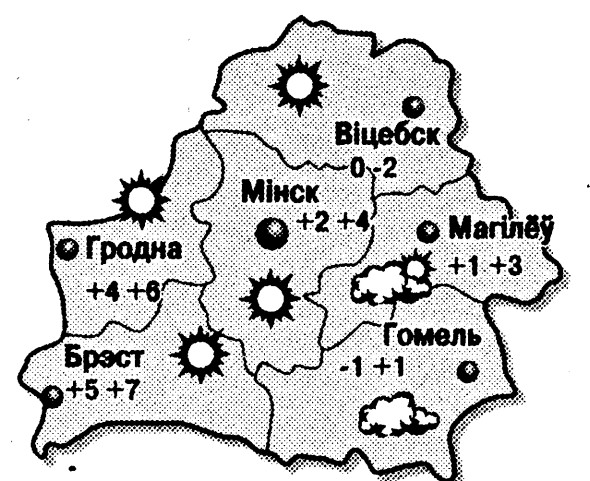 Віцебск
0 -2
Мінск
+2 +4
Магілёў
+1 +3
Гродна
+4 +6
Гомель
-1 +1
Брэст
+5 +7